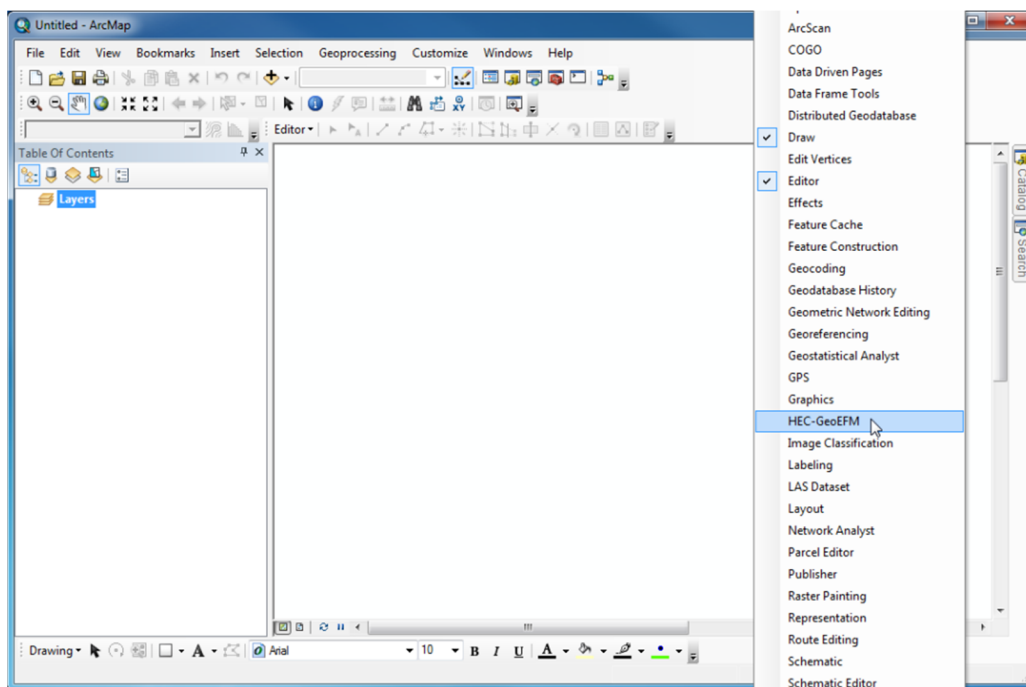 Untitled - ArcMap
File Edit View Bookmarks Insert Selection Geoprocessing Customize Windows Help
Editor
Table Of Contents
Layers
ArcScan
COGO
Data Driven Pages
Data Frame Tools
Distributed Geodatabase
Draw
Edit Vertices
Editor
Effects
Feature Cache
Feature Construction
Geocoding
Geodatabase History
Geometric Network Editing
Georeferencing
Geostatistical Analyst
GPS
Graphics
HEC-GeoEFM
Image Classification
Labeling
LAS Dataset
Layout
Network Analyst
Parcel Editor
Publisher
Raster Painting
Representation
Route Editing
Schematic
Schematic Editor
Catalog
Search
Drawing A Arial 10 B I U A